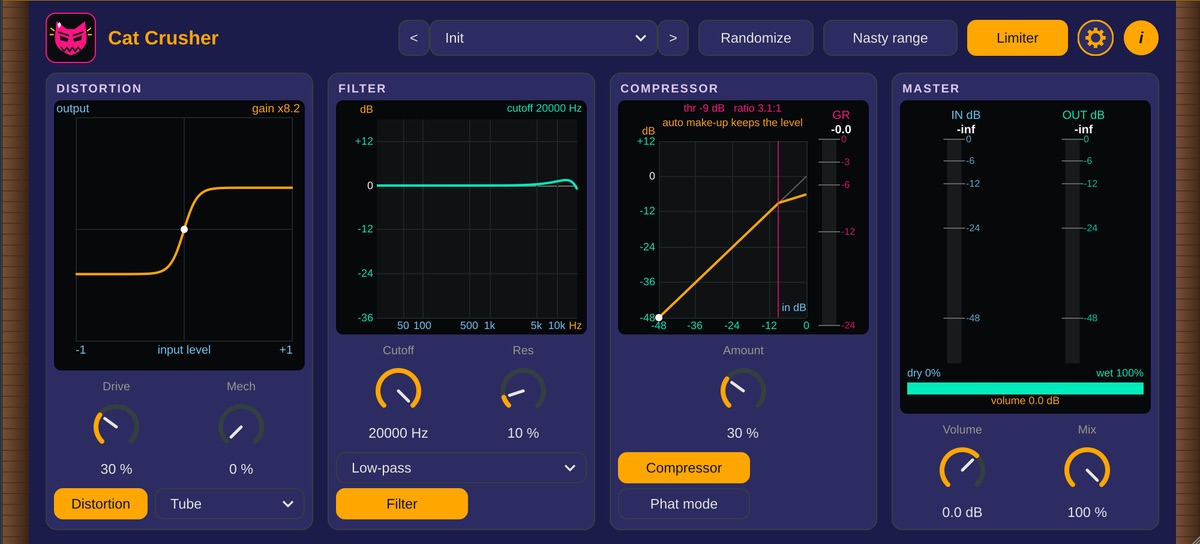 Cat Crusher
< Init > Randomize Nasty range Limiter i
DISTORTION
output gain x8.2
-1 input level +1
Drive Mech
30 % 0 %
Distortion Tube
FILTER
dB cutoff 20000 Hz
+12
0
-12
-24
-36
50 100 500 1k 5k 10k Hz
Cutoff Res
20000 Hz 10 %
Low-pass
Filter
COMPRESSOR
thr -9 dB ratio 3.1:1
auto make-up keeps the level
GR
-0.0
dB
+12
0
-12
-24
-36
-48
in dB
-48 -36 -24 -12 0
0
-3
-6
-12
-24
Amount
30 %
Compressor
Phat mode
MASTER
IN dB OUT dB
-inf -inf
0 0
-6 -6
-12 -12
-24 -24
-48 -48
dry 0% wet 100%
volume 0.0 dB
Volume Mix
0.0 dB 100 %